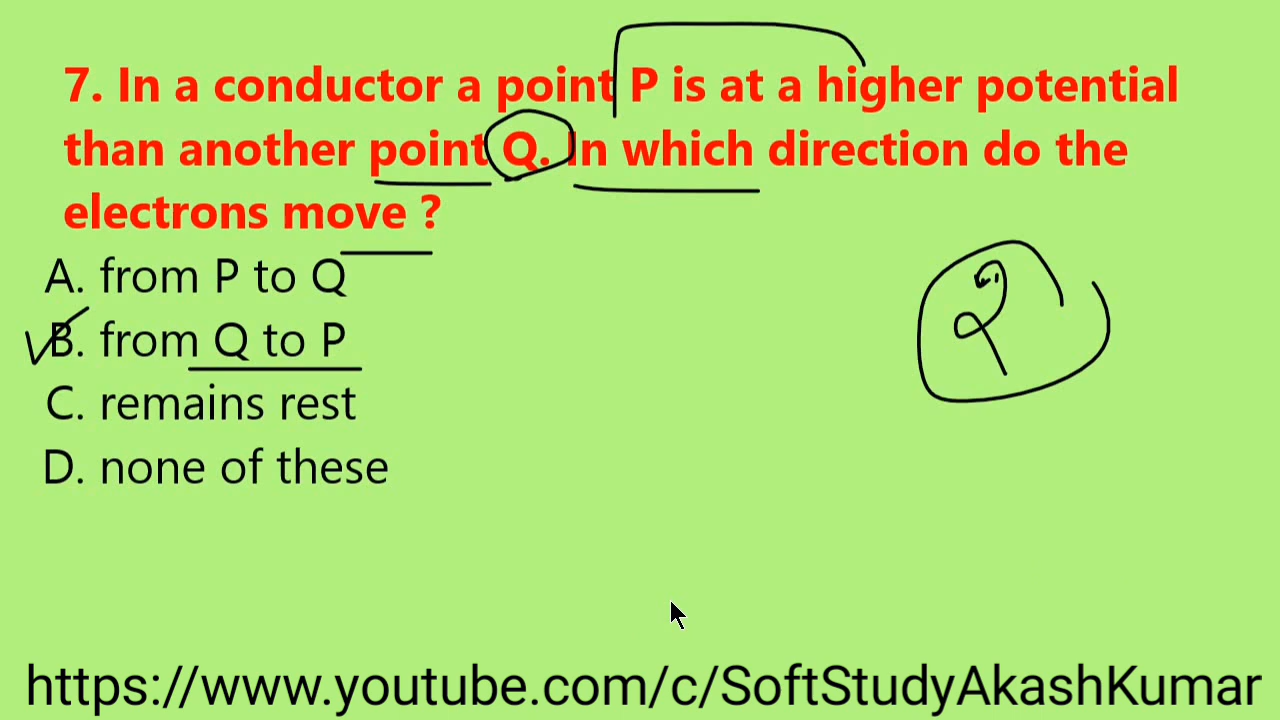 7. In a conductor a point P is at a higher potential
than another point Q. In which direction do the
electrons move ?
A. from P to Q
B. from Q to P
C. remains rest
D. none of these
https://www.youtube.com/c/SoftStudyAkashKumar